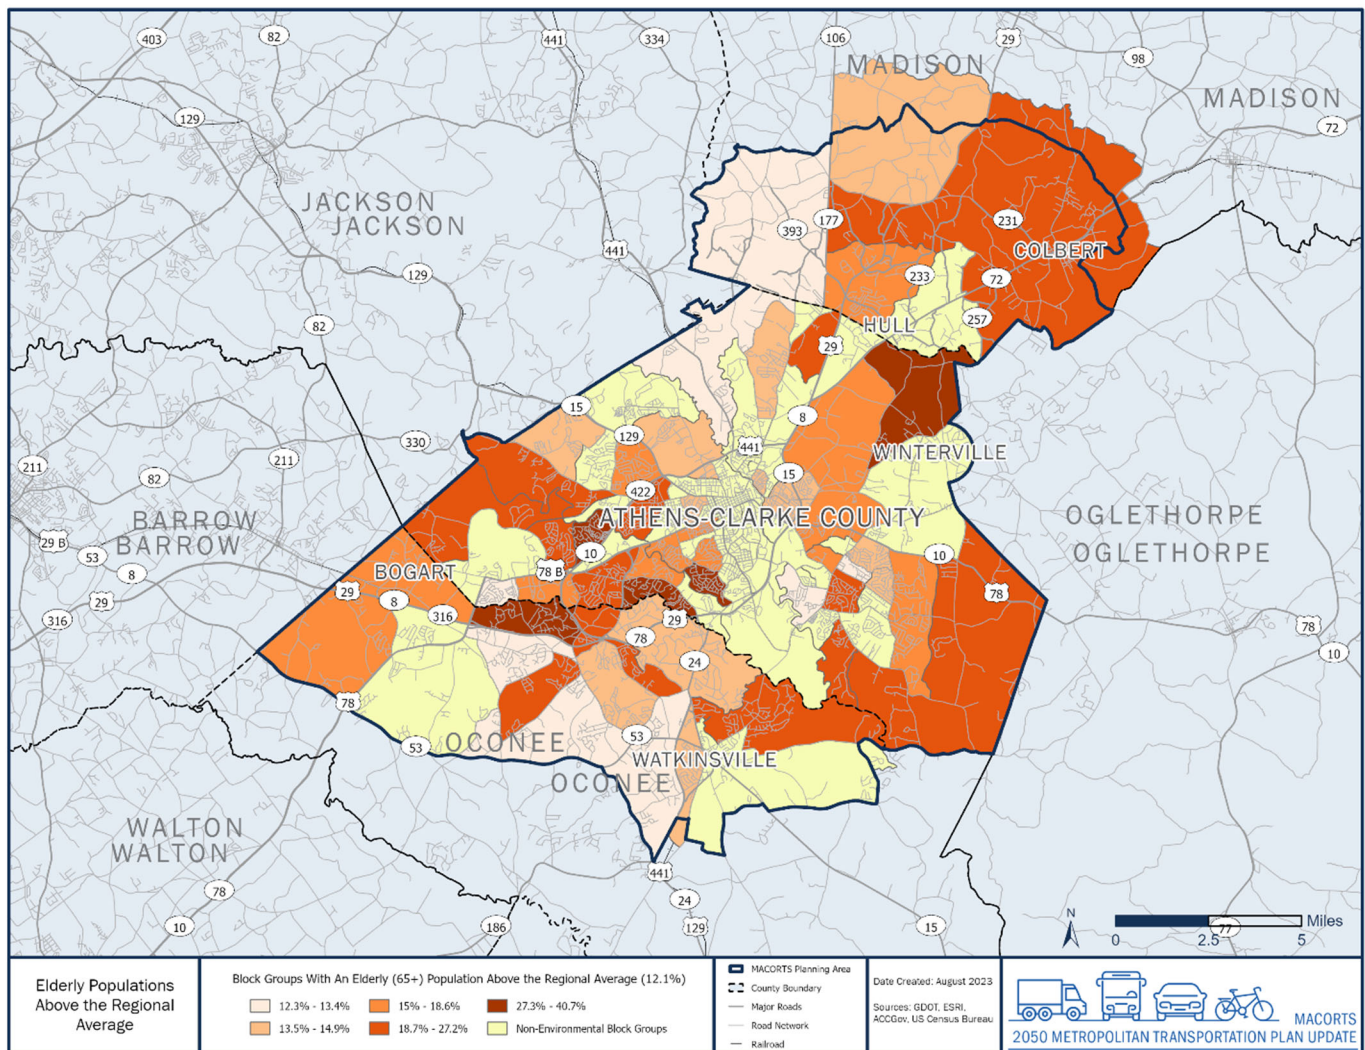 403
82
441
334
106
29
98
MADISON
MADISON
72
129
JACKSON
JACKSON
393
177
231
COLBERT
441
129
233
72
82
257
HULL
29
15
8
330
129
441
WINTERVILLE
211
211
82
15
422
BARROW
BARROW
ATHENS-CLARKE COUNTY
OGLETHORPE
OGLETHORPE
29 B
53
8
10
10
78 B
BOGART
29
29
8
316
316
78
29
78
78
10
24
78
53
53
OCONEE
OCONEE
WATKINSVILLE
WALTON
WALTON
78
441
24
10
186
129
15
77
N
Miles
0
2.5
5
Elderly Populations
Above the Regional
Average
Block Groups With An Elderly (65+) Population Above the Regional Average (12.1%)
12.3% - 13.4%
15% - 18.6%
27.3% - 40.7%
13.5% - 14.9%
18.7% - 27.2%
Non-Environmental Block Groups
MACORTS Planning Area
County Boundary
Major Roads
Road Network
Railroad
Date Created: August 2023
Sources: GDOT, ESRI,
ACCGov, US Census Bureau
MACORTS
2050 METROPOLITAN TRANSPORTATION PLAN UPDATE